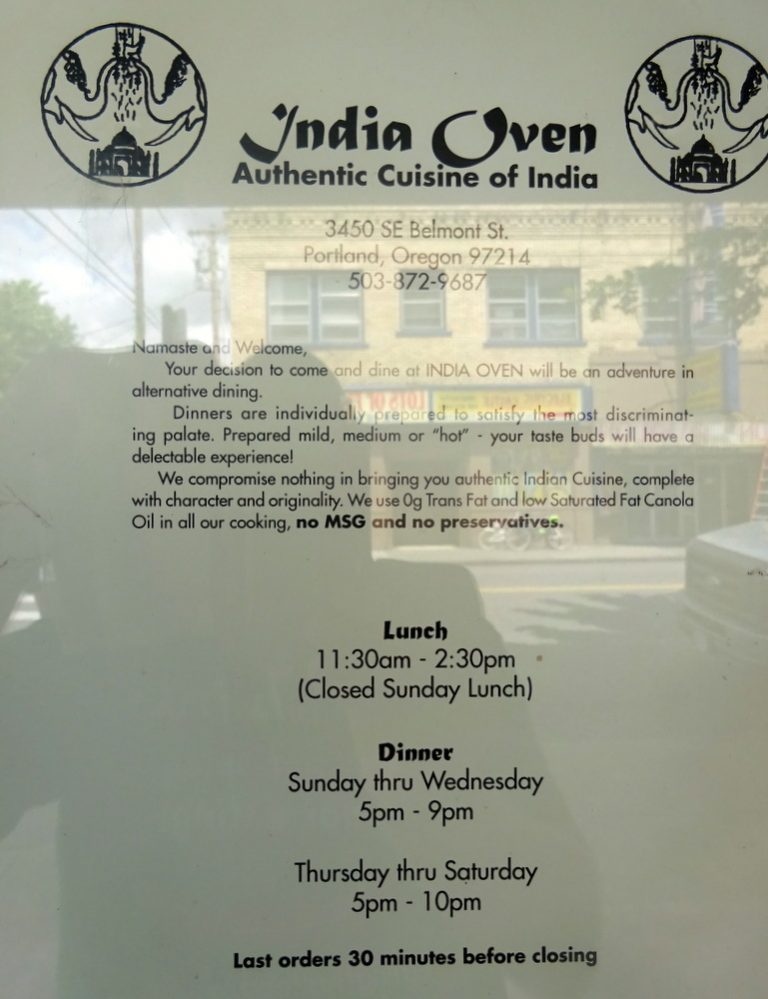 India Oven
Authentic Cuisine of India
3450 SE Belmont St.
Portland, Oregon 97214
503-872-9687
Namaste and Welcome,
Your decision to come and dine at INDIA OVEN will be an adventure in
alternative dining.
Dinners are individually prepared to satisfy the most discriminat-
ing palate. Prepared mild, medium or "hot" - your taste buds will have a
delectable experience!
We compromise nothing in bringing you authentic Indian Cuisine, complete
with character and originality. We use 0g Trans Fat and low Saturated Fat Canola
Oil in all our cooking, no MSG and no preservatives.
Lunch
11:30am - 2:30pm
(Closed Sunday Lunch)
Dinner
Sunday thru Wednesday
5pm - 9pm
Thursday thru Saturday
5pm - 10pm
Last orders 30 minutes before closing